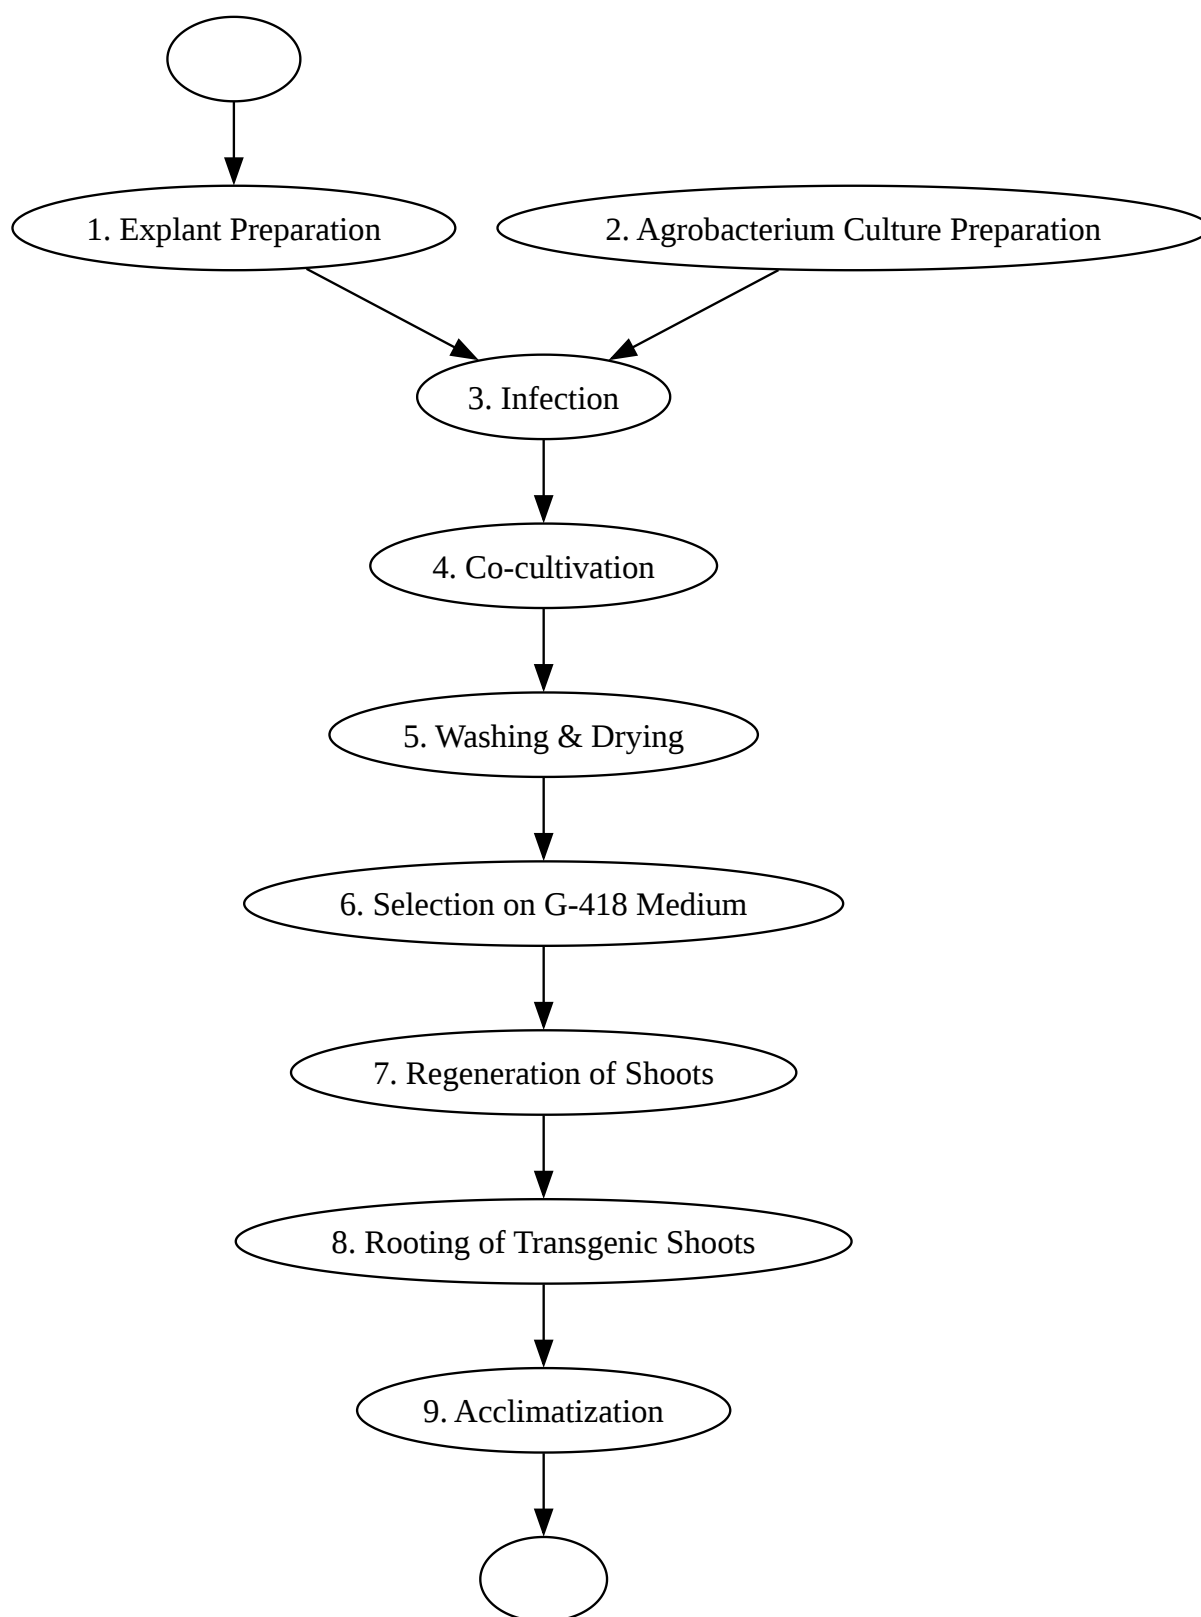 1. Explant Preparation
2. Agrobacterium Culture Preparation
3. Infection
4. Co-cultivation
5. Washing & Drying
6. Selection on G-418 Medium
7. Regeneration of Shoots
8. Rooting of Transgenic Shoots
9. Acclimatization